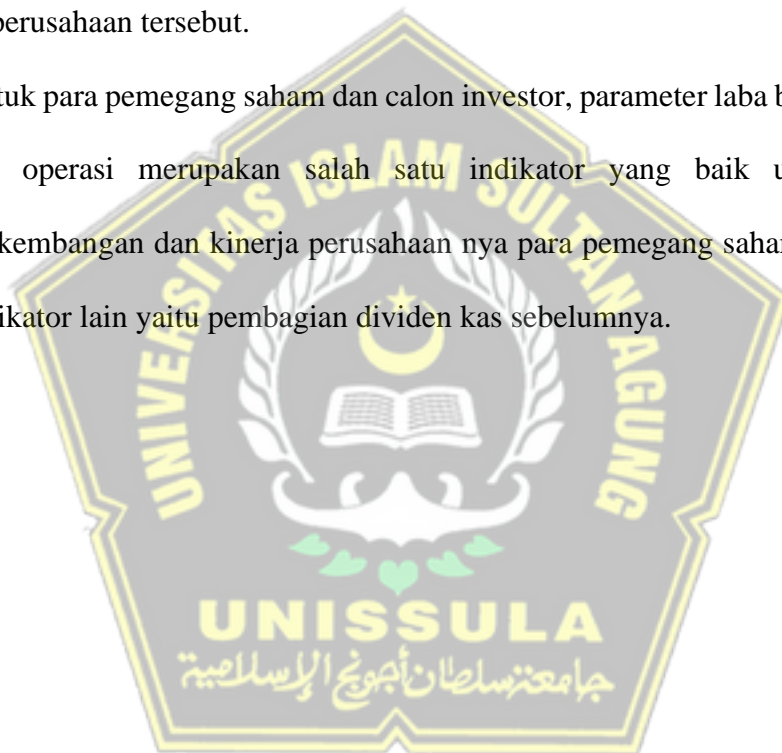 perusahaan tersebut.
tuk para pemegang saham dan calon investor, parameter laba b
operasi merupakan salah satu indikator yang baik u
kembangan dan kinerja perusahaan nya para pemegang saha
ikator lain yaitu pembagian dividen kas sebelumnya.
UNIVERSITAS ISLAM SULTAN AGUNG
UNISSULA
جامعة سلطان أجونج الإسلامية